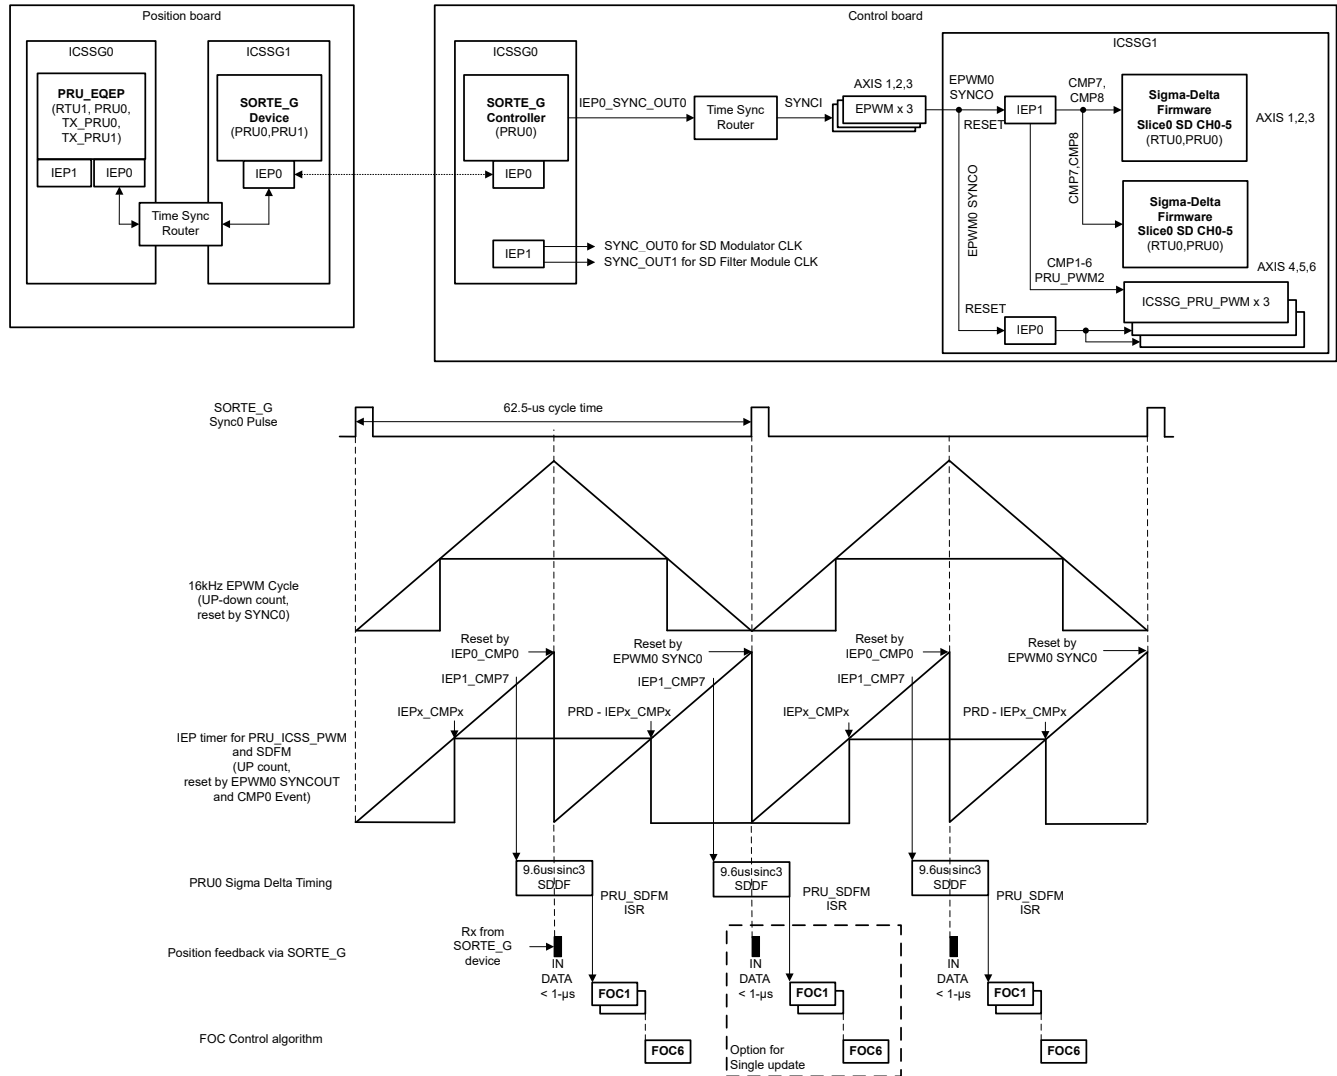 Position board
ICSSG0
PRU_EQEP
(RTU1, PRU0,
TX_PRU0,
TX_PRU1)
IEP1
IEP0
ICSSG1
SORTE_G
Device
(PRU0,PRU1)
IEP0
Time Sync
Router
Control board
ICSSG0
SORTE_G
Controller
(PRU0)
IEP0
IEP1
SYNC_OUT0 for SD Modulator CLK
SYNC_OUT1 for SD Filter Module CLK
IEP0_SYNC_OUT0
Time Sync
Router
SYNCI
AXIS 1,2,3
EPWM x 3
ICSSG1
EPWM0
SYNCO
RESET
IEP1
CMP7,
CMP8
Sigma-Delta
Firmware
Slice0 SD CH0-5
(RTU0,PRU0)
AXIS 1,2,3
EPWM0 SYNCO
CMP7,CMP8
Sigma-Delta
Firmware
Slice0 SD CH0-5
(RTU0,PRU0)
CMP1-6
PRU_PWM2
AXIS 4,5,6
ICSSG_PRU_PWM x 3
RESET
IEP0
SORTE_G
Sync0 Pulse
62.5-us cycle time
16kHz EPWM Cycle
(UP-down count,
reset by SYNC0)
Reset by
IEP0_CMP0
Reset by
EPWM0 SYNC0
Reset by
IEP0_CMP0
Reset by
EPWM0 SYNC0
IEP1_CMP7
IEP1_CMP7
IEP1_CMP7
IEPx_CMPx
PRD - IEPx_CMPx
IEPx_CMPx
PRD - IEPx_CMPx
IEP timer for PRU_ICSS_PWM
and SDFM
(UP count,
reset by EPWM0 SYNCOUT
and CMP0 Event)
PRU0 Sigma Delta Timing
9.6us sinc3
SDDF
9.6us sinc3
SDDF
9.6us sinc3
SDDF
PRU_SDFM
ISR
PRU_SDFM
ISR
PRU_SDFM
ISR
Position feedback via SORTE_G
Rx from
SORTE_G
device
IN
DATA
< 1-µs
IN
DATA
< 1-µs
IN
DATA
< 1-µs
FOC1
FOC1
FOC1
FOC Control algorithm
FOC6
Option for
Single update
FOC6
FOC6